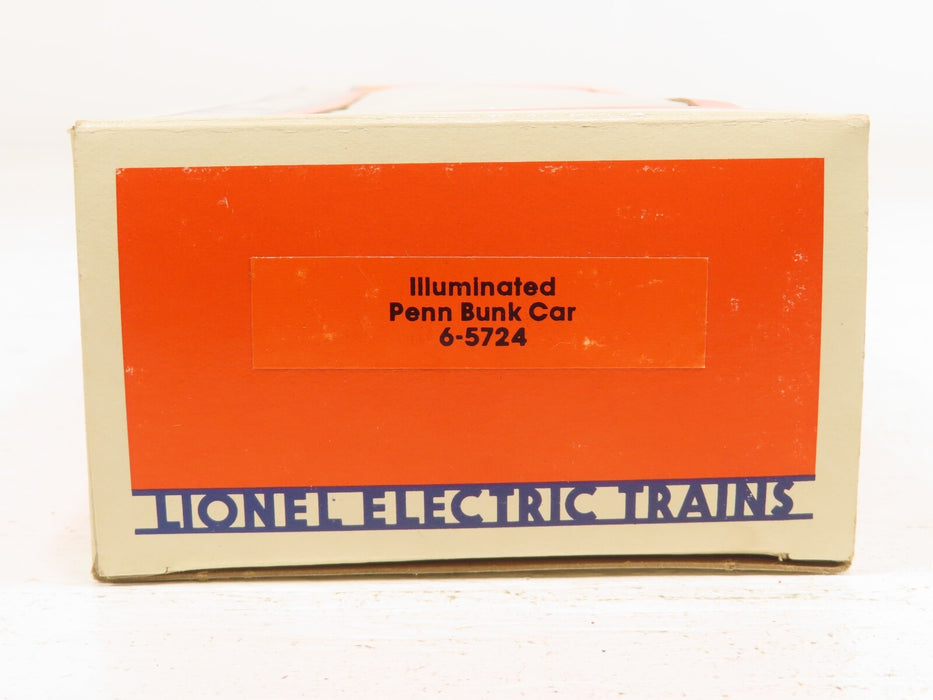 Illuminated
Penn Bunk Car
6-5724
LIONEL ELECTRIC TRAINS